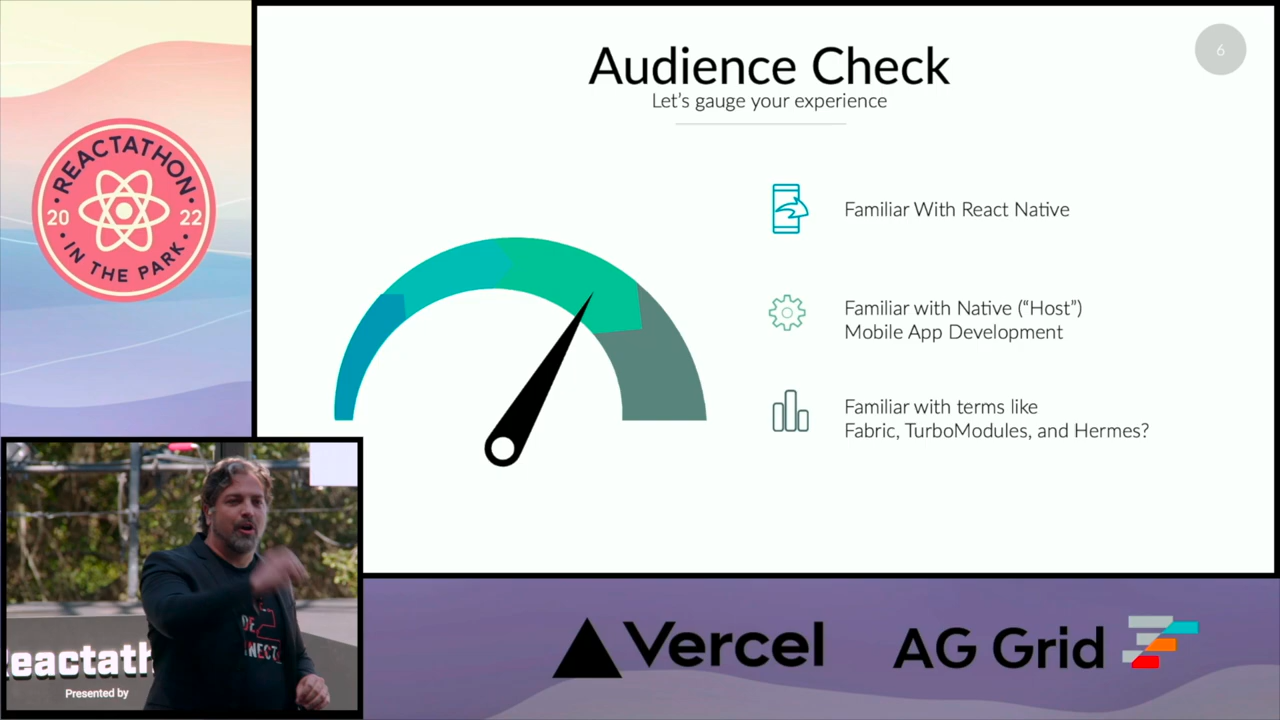 REACTATHON
20 22
IN THE PARK
6
Audience Check
Let's gauge your experience
Familiar With React Native
Familiar with Native (“Host”)
Mobile App Development
Familiar with terms like
Fabric, TurboModules, and Hermes?
Presented by
Vercel
AG Grid